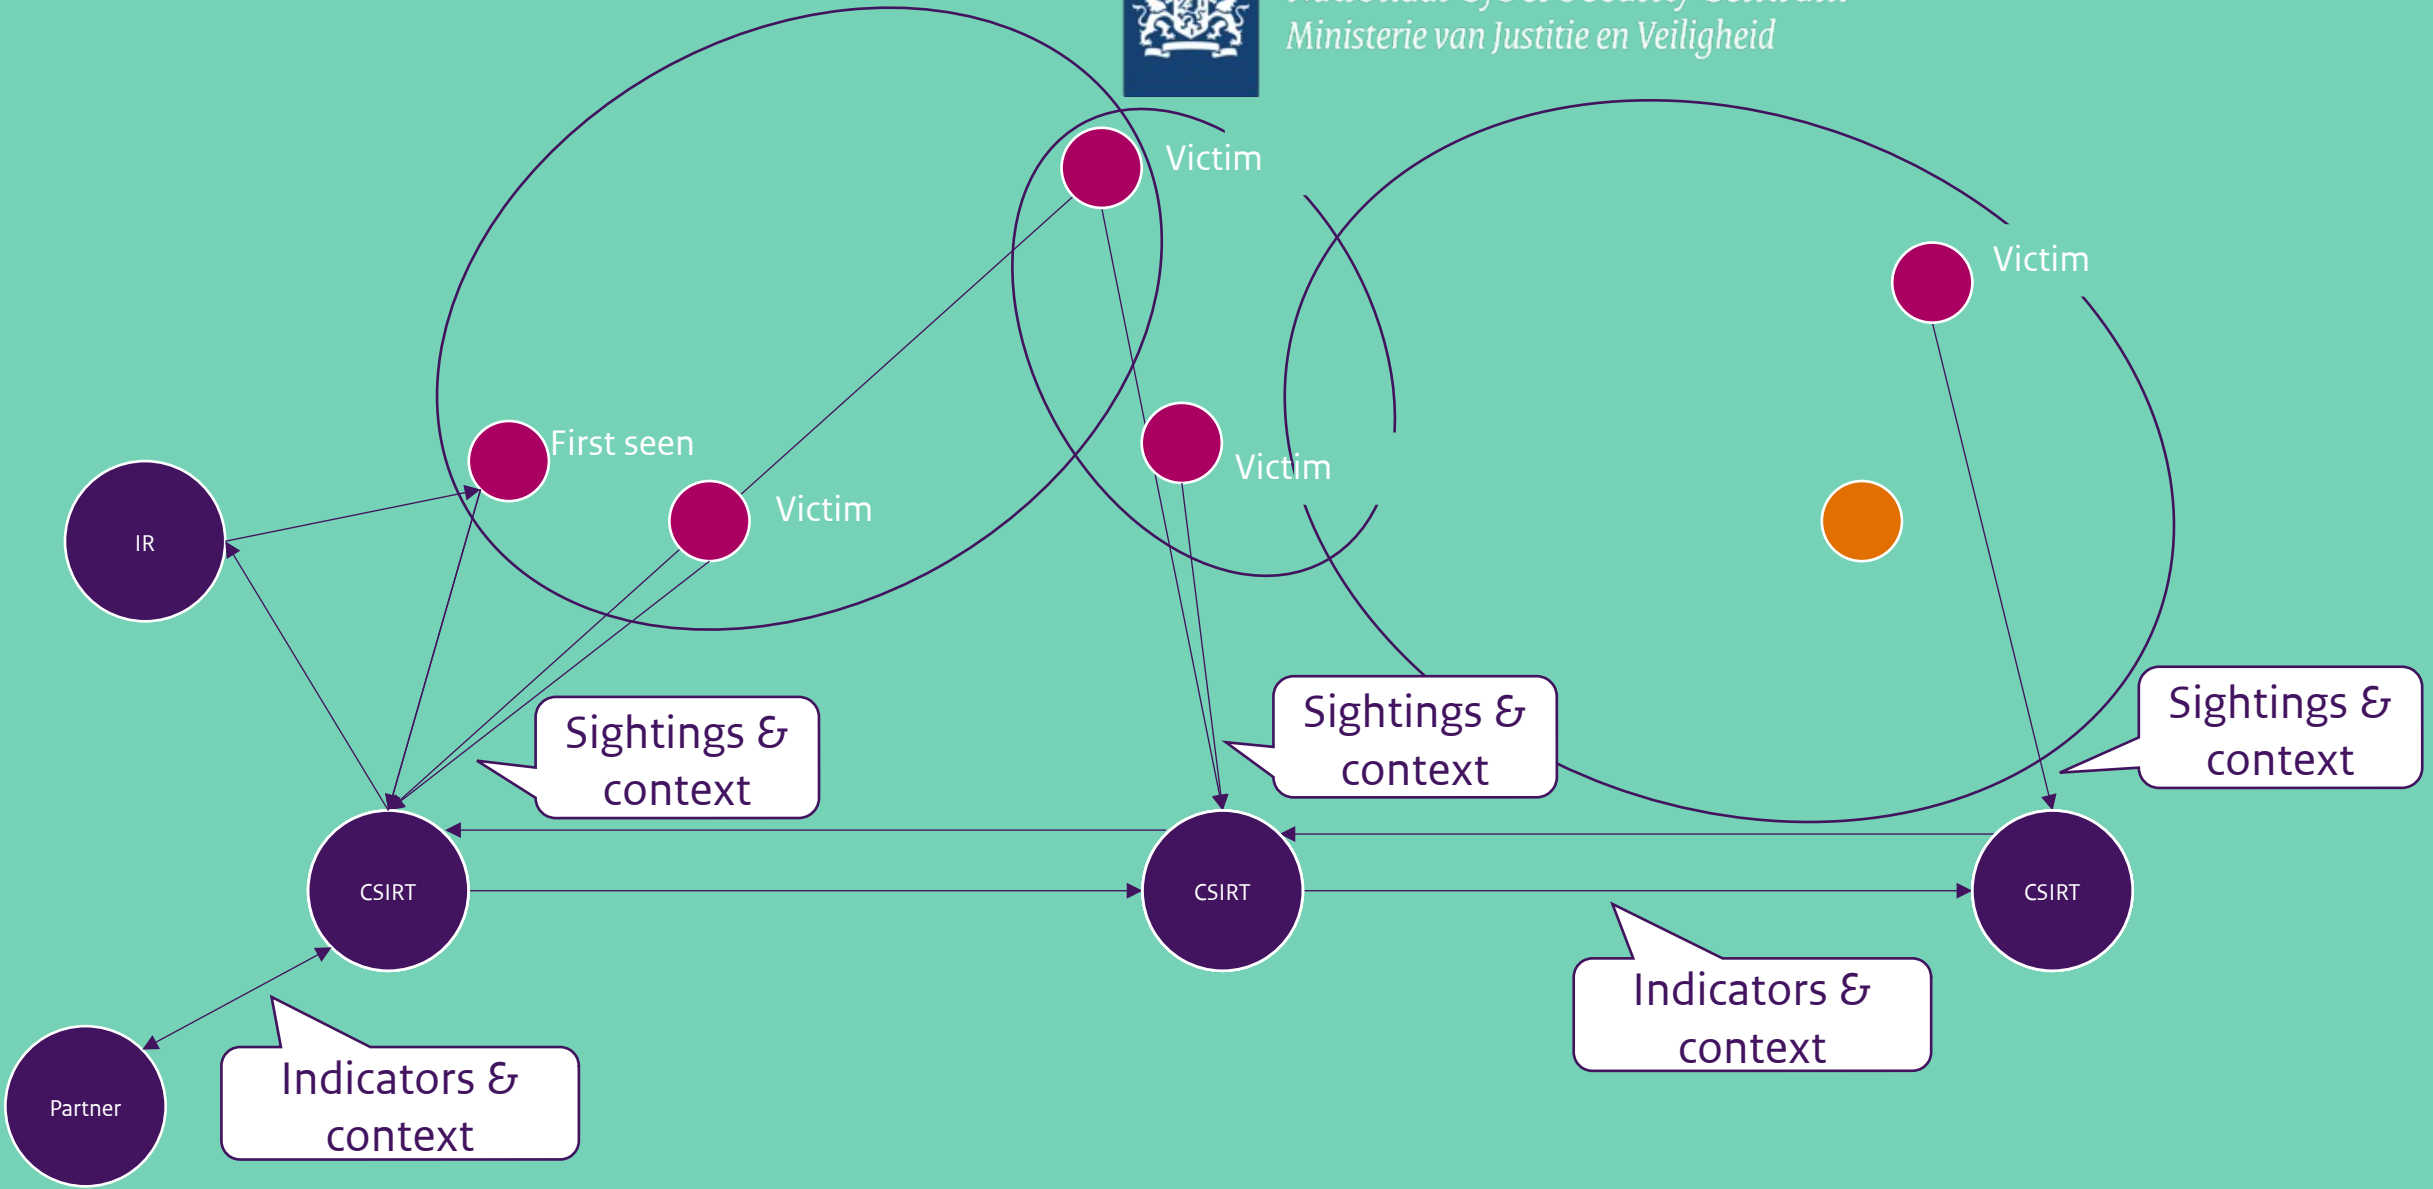 Ministerie van Justitie en Veiligheid
Victim
Victim
First seen
Victim
Victim
IR
Sightings &
context
Sightings &
context
Sightings &
context
CSIRT
CSIRT
CSIRT
Indicators &
context
Indicators &
context
Partner